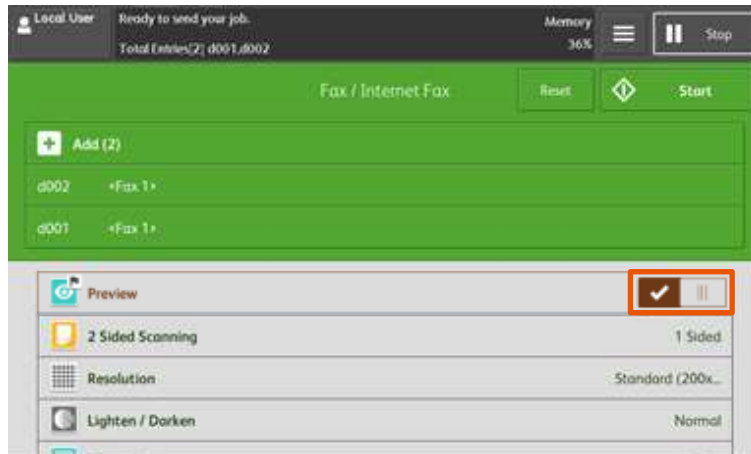 Local User
Ready to send your job.
Total Entries[2] d001,d002
Memory
36%
Stop
Fax / Internet Fax
Reset
Start
Add (2)
d002 <Fax 1>
d001 <Fax 1>
Preview
2 Sided Scanning 1 Sided
Resolution Standard (200x...
Lighten / Darken Normal